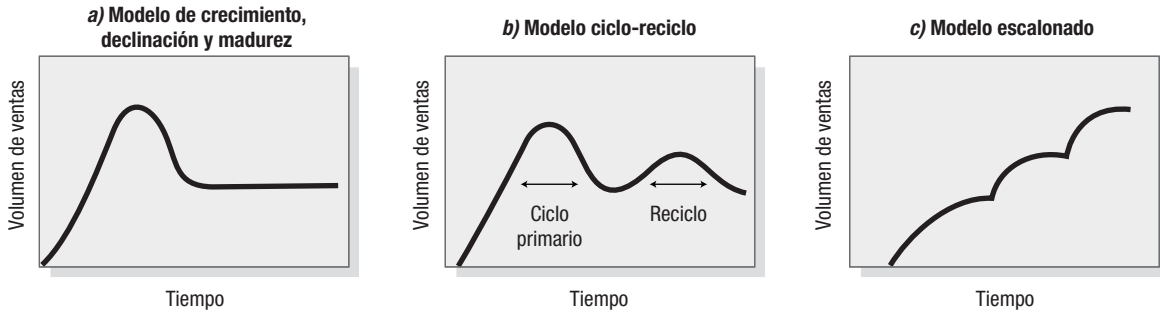 a) Modelo de crecimiento,
declinación y madurez
Volumen de ventas
Tiempo
b) Modelo ciclo-reciclo
Volumen de ventas
Ciclo
primario
Reciclo
Tiempo
c) Modelo escalonado
Volumen de ventas
Tiempo